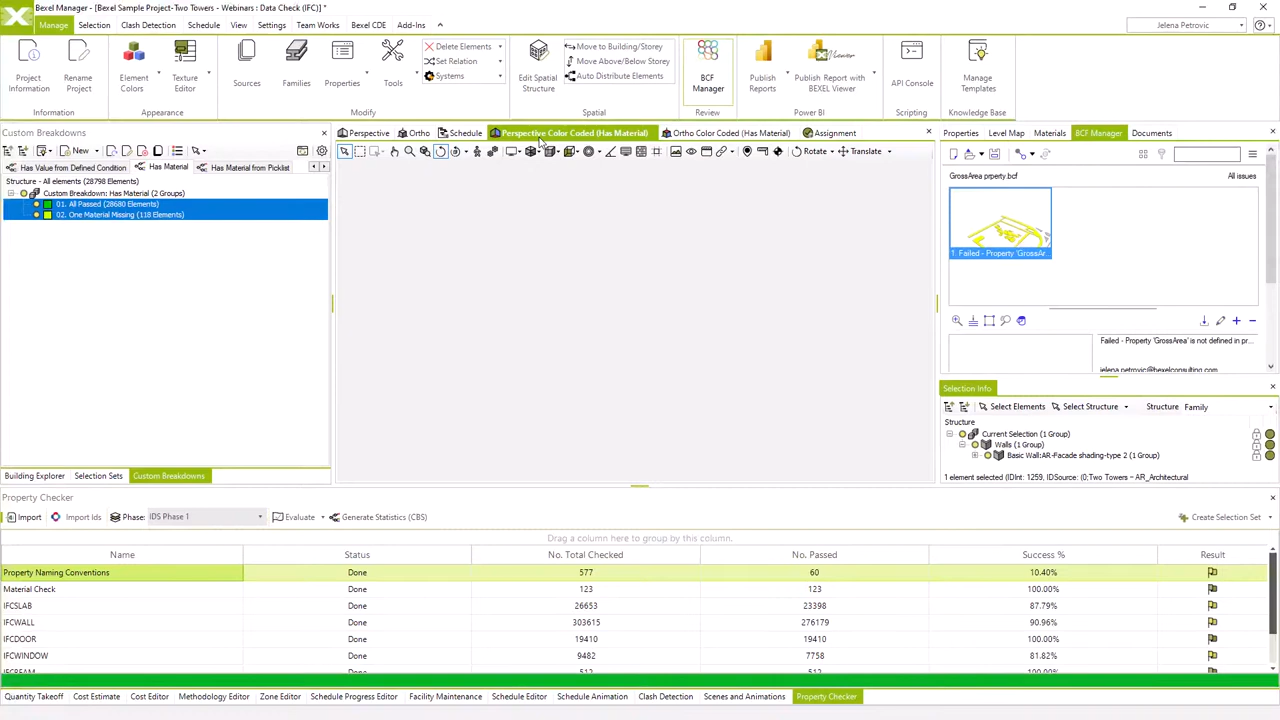 Bexel Manager - [Bexel Sample Project-Two Towers - Webinars : Data Check (IFC)] *
Manage Selection Clash Detection Schedule View Settings Team Works Bexel CDE Add-Ins Jelena Petrovic
Project Information
Rename Project
Information
Element Colors
Texture Editor
Appearance
Sources
Families
Properties
Tools
Delete Elements
Set Relation
Systems
Modify
Edit Spatial Structure
Move to Building/Storey
Move Above/Below Storey
Auto Distribute Elements
Spatial
BCF Manager
Review
Publish Reports
Viewer
Publish Report with BEXEL Viewer
Power BI
API Console
Scripting
Manage Templates
Knowledge Base
Custom Breakdowns
New
Has Value from Defined Condition Has Material Has Material from Picklist
Structure - All elements (28798 Elements)
Custom Breakdown: Has Material (2 Groups)
01. All Passed (28680 Elements)
02. One Material Missing (118 Elements)
Building Explorer Selection Sets Custom Breakdowns
Perspective Ortho Schedule Perspective Color Coded (Has Material) Ortho Color Coded (Has Material) Assignment
Rotate Translate
Properties Level Map Materials BCF Manager Documents
GrossArea prperty.bcf All issues
1. Failed - Property 'GrossAr...
Failed - Property 'GrossArea' is not defined in pr...
jelena.petrovic@bexelconsulting.com
Selection Info
Select Elements Select Structure Structure Family
Structure
Current Selection (1 Group)
Walls (1 Group)
Basic Wall:AR-Facade shading-type 2 (1 Group)
1 element selected (IDInt: 1259, IDSource: (0;Two Towers - AR_Architectural
Property Checker
Import Import Ids Phase: IDS Phase 1 Evaluate Generate Statistics (CBS) Create Selection Set
Drag a column here to group by this column.
Name Status No. Total Checked No. Passed Success % Result
Property Naming Conventions Done 577 60 10.40%
Material Check Done 123 123 100.00%
IFCSLAB Done 26653 23398 87.79%
IFCWALL Done 303615 276179 90.96%
IFCDOOR Done 19410 19410 100.00%
IFCWINDOW Done 9482 7758 81.82%
IFCBEAM Done 512 512 100.00%
Quantity Takeoff Cost Estimate Cost Editor Methodology Editor Zone Editor Schedule Progress Editor Facility Maintenance Schedule Editor Schedule Animation Clash Detection Scenes and Animations Property Checker